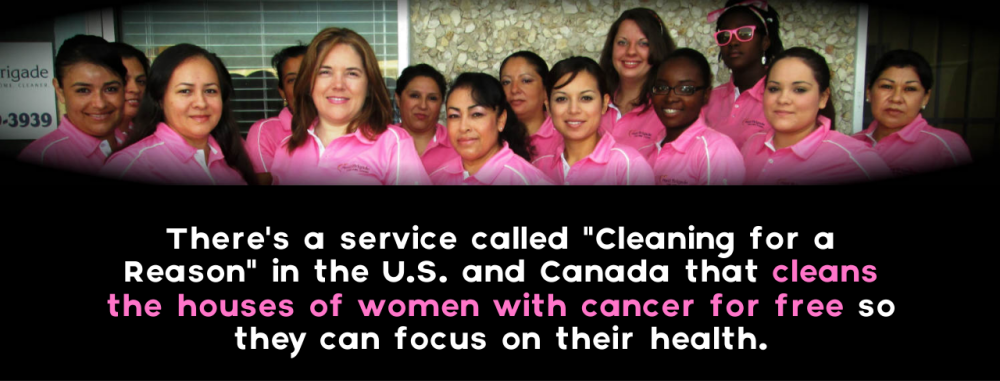 rigade
-3939
There's a service called "Cleaning for a
Reason" in the U.S. and Canada that cleans
the houses of women with cancer for free so
they can focus on their health.